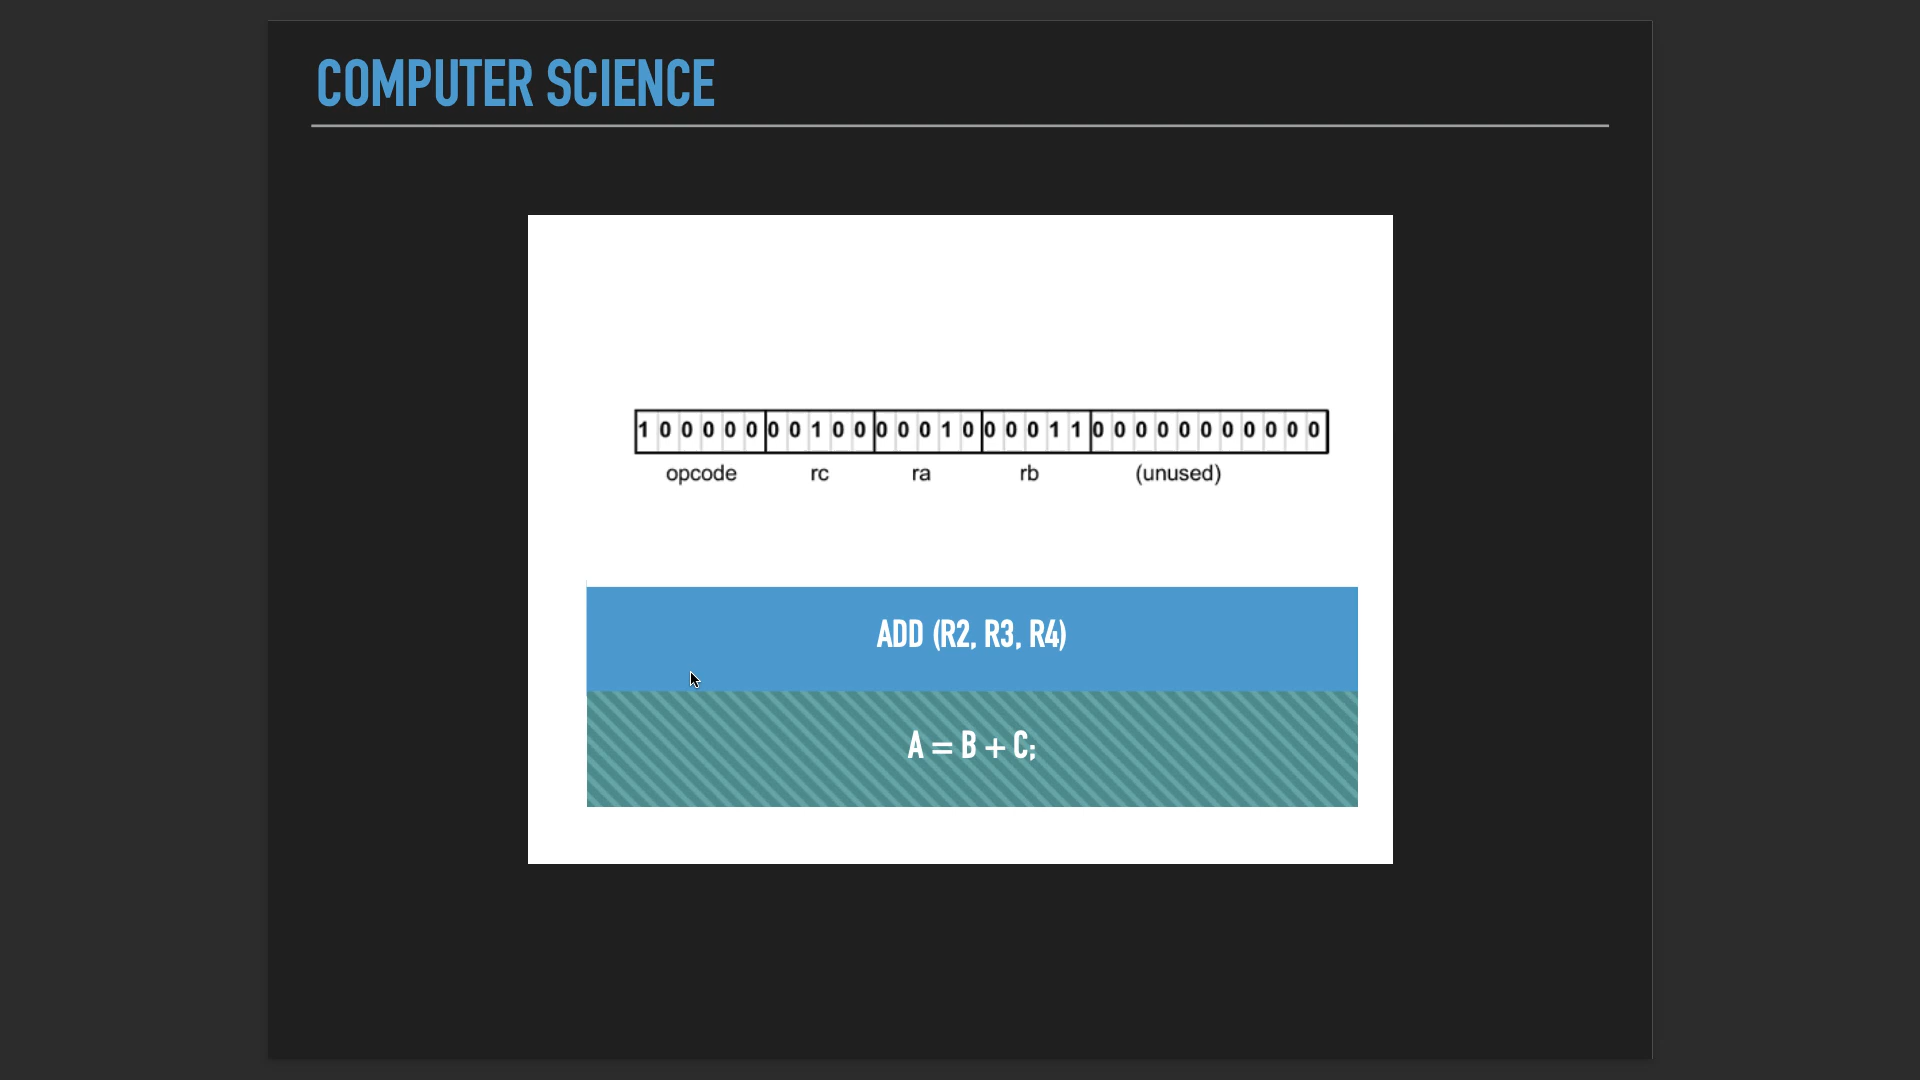 COMPUTER SCIENCE
1 0 0 0 0 0 0 0 1 0 0 0 0 0 1 0 0 0 0 1 1 0 0 0 0 0 0 0 0 0 0 0
opcode rc ra rb (unused)
ADD (R2, R3, R4)
A = B + C;